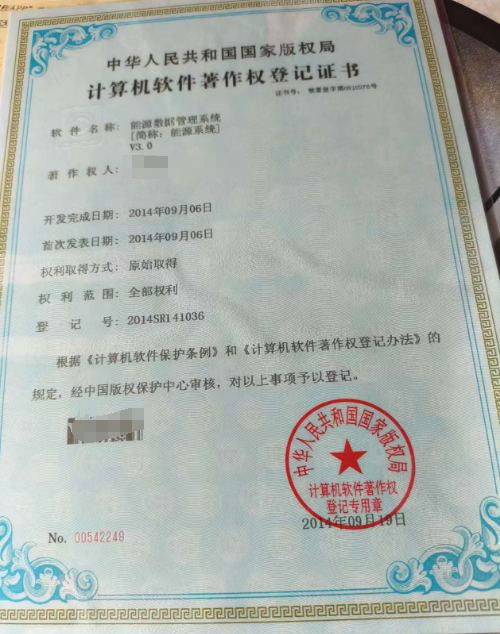 中华人民共和国国家版权局
计算机软件著作权登记证书
证书号：
软件名称： 能源数据管理系统
[简称：能源系统]
V3.0
著作权人：
开发完成日期： 2014年09月06日
首次发表日期： 2014年09月06日
权利取得方式： 原始取得
权利范围： 全部权利
登记号： 2014SR141036
根据《计算机软件保护条例》和《计算机软件著作权登记办法》的
规定，经中国版权保护中心审核，对以上事项予以登记。
中华人民共和国国家版权局
计算机软件著作权
登记专用章
2014年09月19日
No. 00542249